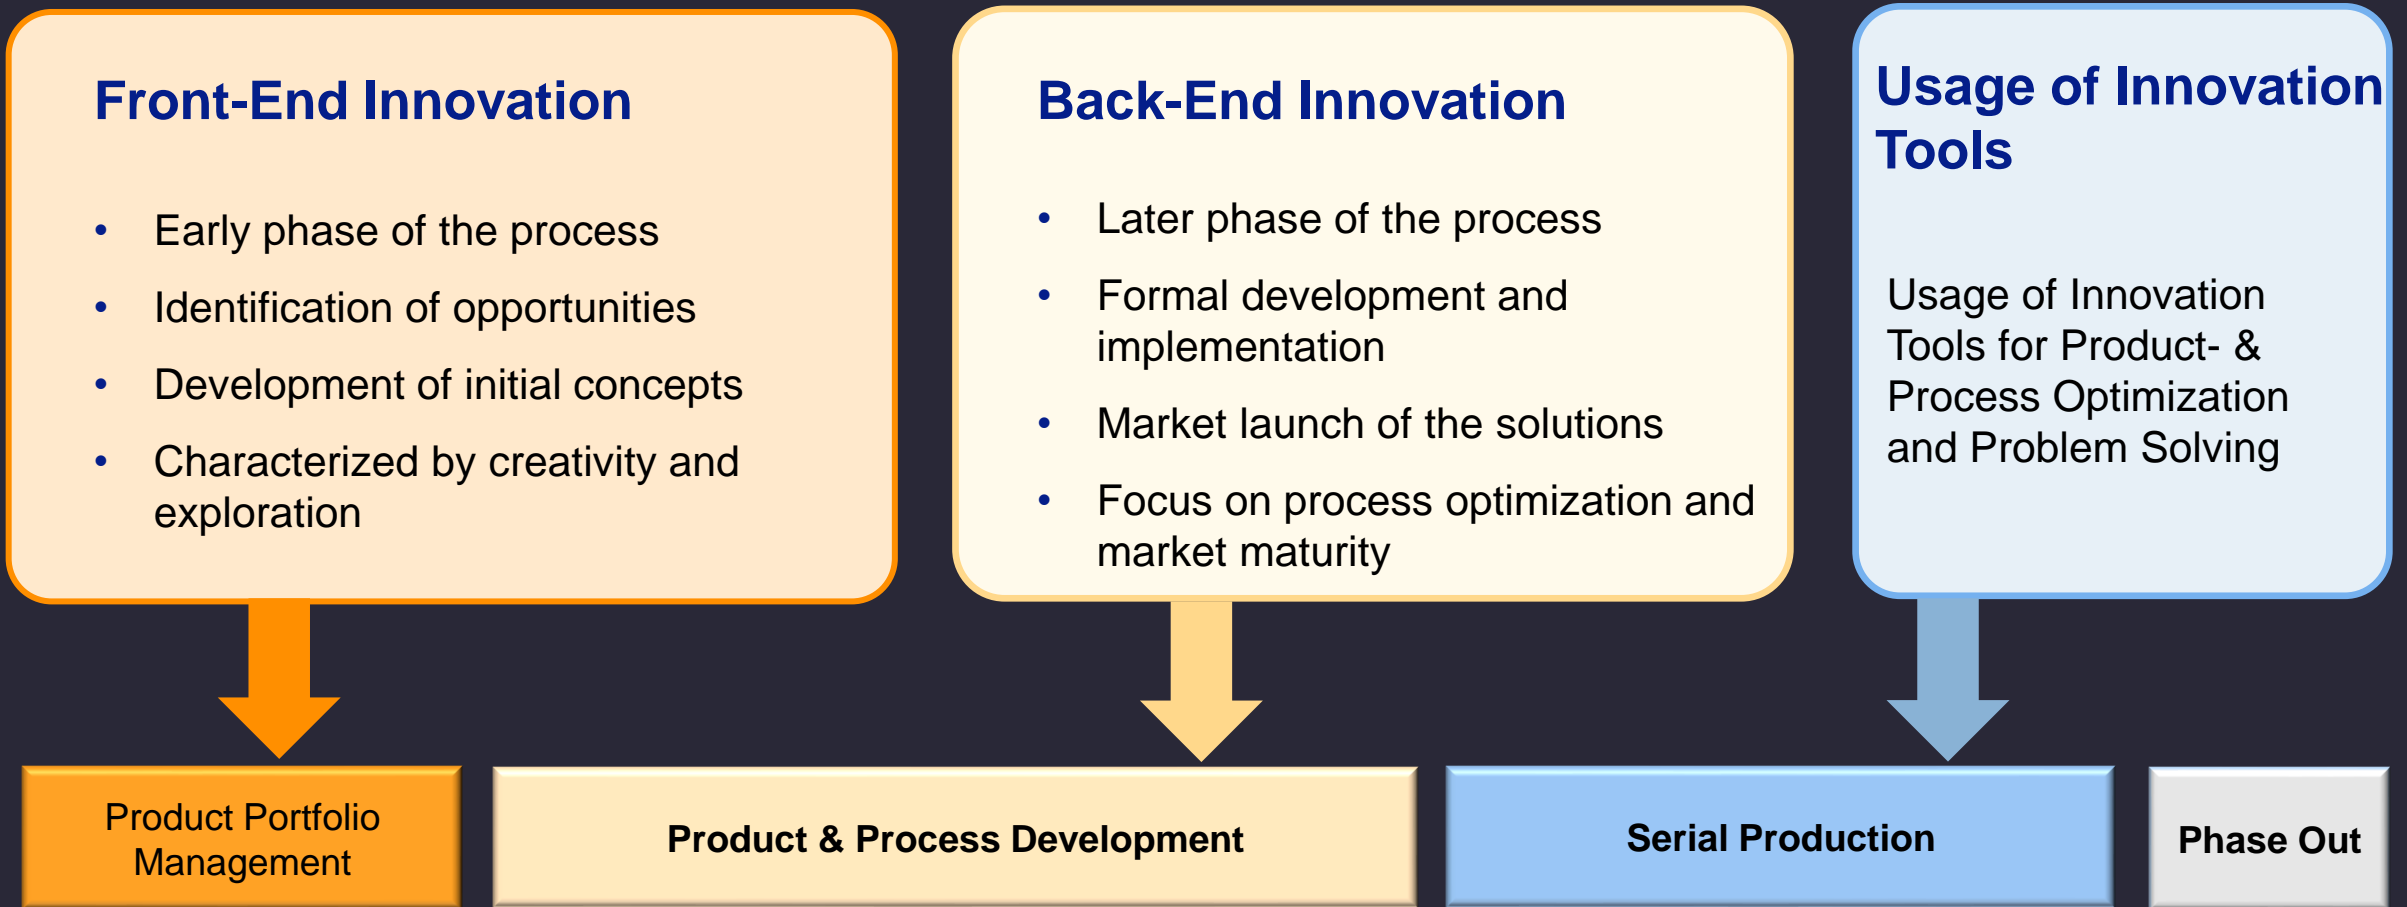 Front-End Innovation
• Early phase of the process
• Identification of opportunities
• Development of initial concepts
• Characterized by creativity and
exploration
Back-End Innovation
• Later phase of the process
• Formal development and
implementation
• Market launch of the solutions
• Focus on process optimization and
market maturity
Usage of Innovation
Tools
Usage of Innovation
Tools for Product- &
Process Optimization
and Problem Solving
Product Portfolio
Management
Product & Process Development
Serial Production
Phase Out